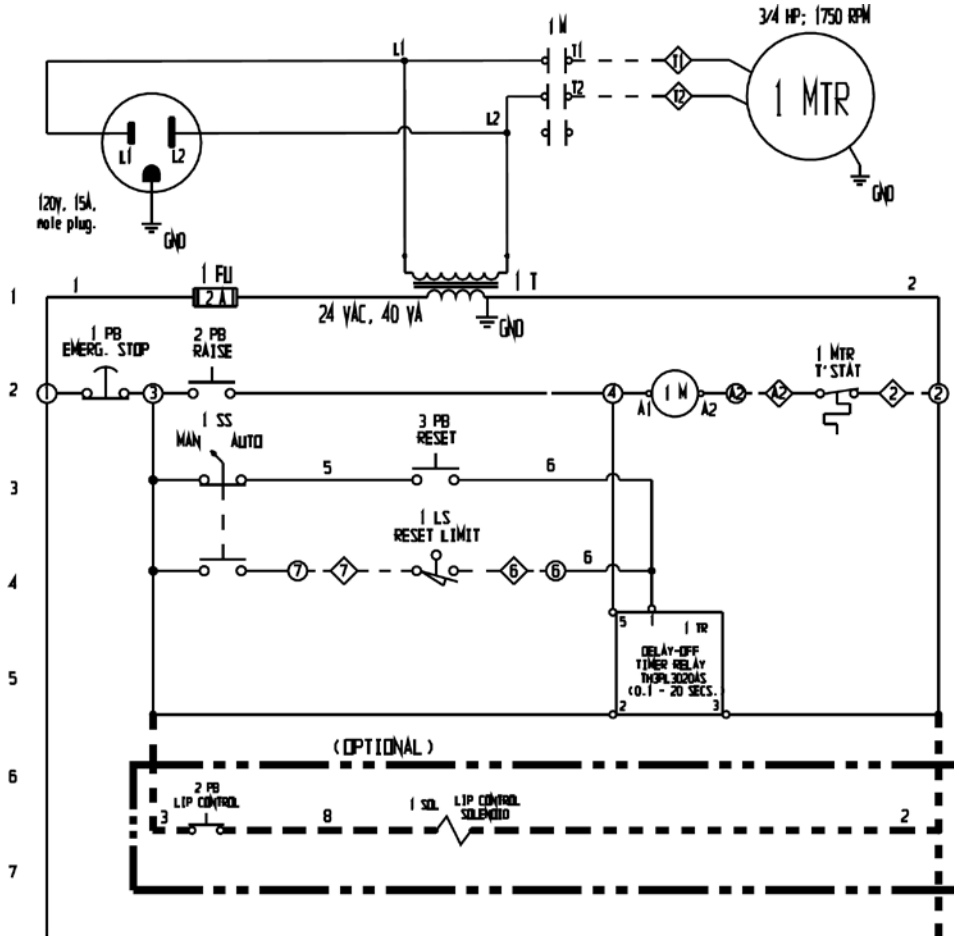 3/4 HP; 1750 RPM
L1
1 M
T1
T1
T2
T2
1 MTR
L2
L1
L2
120V, 15A,
male plug.
GND
GND
1 FU
2 A
1
1 T
24 VAC, 40 VA
GND
2
1
1 PB
EMERG. STOP
2 PB
RAISE
1 MTR
T'STAT
2
1
3
4
A1
1 M
A2
A2
A2
2
2
1 SS
MAN
AUTO
3 PB
RESET
3
5
6
1 LS
RESET LIMIT
4
7
7
6
6
6
5
1
1 TR
DELAY-OFF
TIMER RELAY
TH3PL3020AS
(0.1 - 20 SECS.)
5
2
3
(OPTIONAL)
6
2 PB
LIP CONTROL
3
8
1 SOL
LIP CONTROL
SOLENOID
2
7